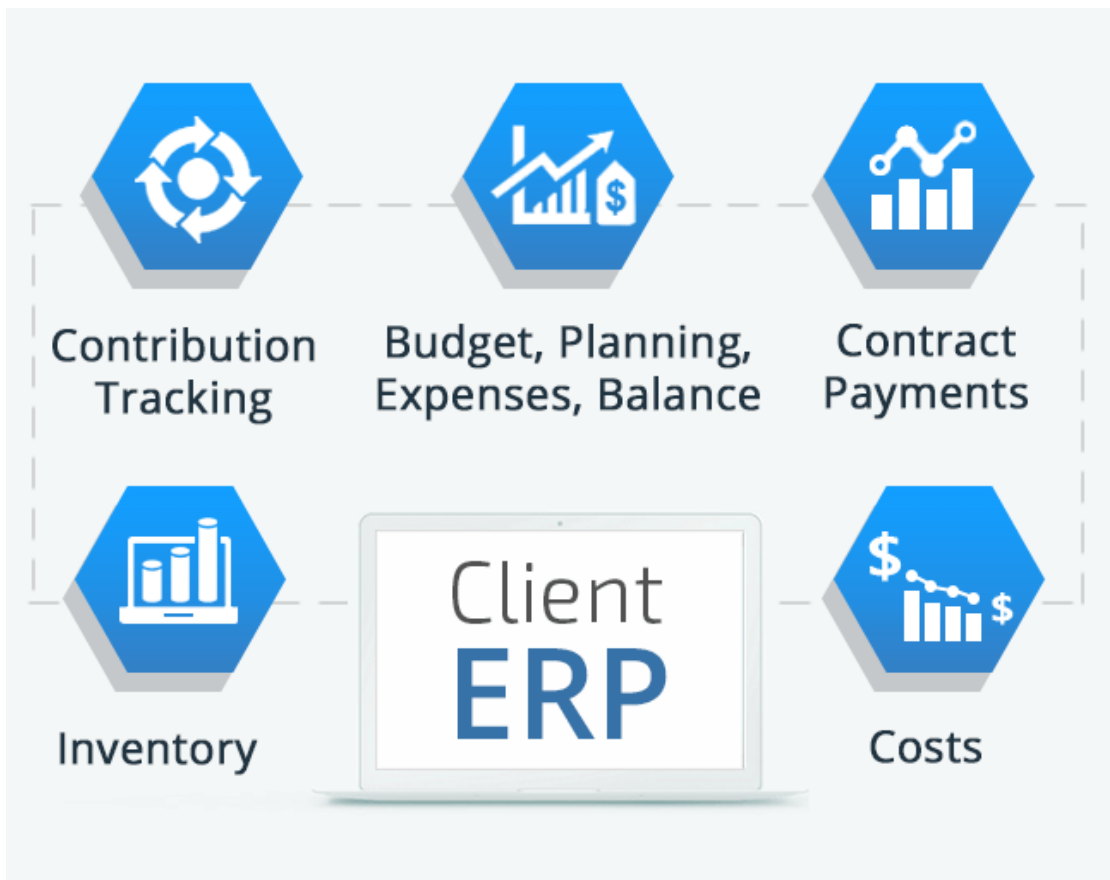 Contribution
Tracking
Budget, Planning,
Expenses, Balance
Contract
Payments
$
Inventory
Client
ERP
$
$
Costs